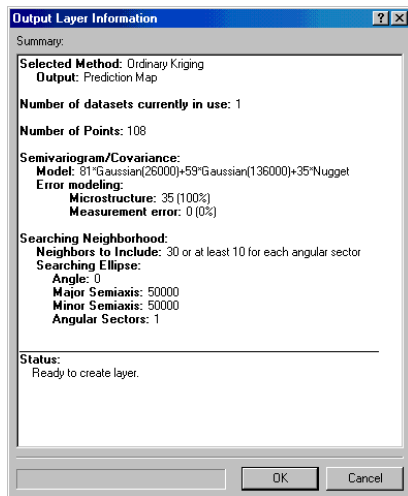 Output Layer Information
Summary:
Selected Method: Ordinary Kriging
Output: Prediction Map
Number of datasets currently in use: 1
Number of Points: 108
Semivariogram/Covariance:
Model: 81*Gaussian(26000)+59*Gaussian(136000)+35*Nugget
Error modeling:
Microstructure: 35 (100%)
Measurement error: 0 (0%)
Searching Neighborhood:
Neighbors to Include: 30 or at least 10 for each angular sector
Searching Ellipse:
Angle: 0
Major Semiaxis: 50000
Minor Semiaxis: 50000
Angular Sectors: 1
Status:
Ready to create layer.
OK Cancel